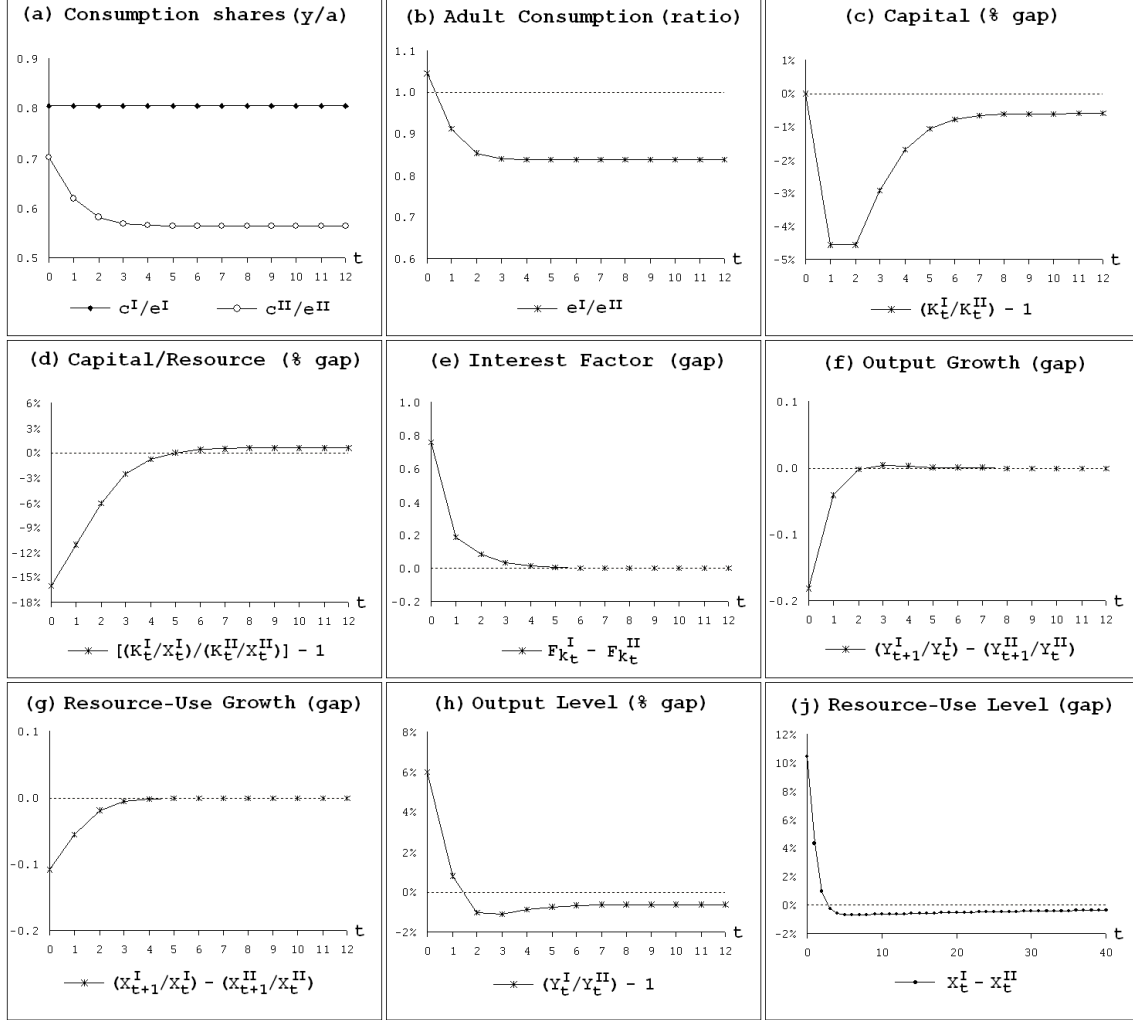 (a) Consumption shares (y/a)
0.9
0.8
0.7
0.6
0.5
0 1 2 3 4 5 6 7 8 9 10 11 12 t
c^I/e^I c^II/e^II
(b) Adult Consumption (ratio)
1.1
1.0
0.9
0.8
0.7
0.6
0 1 2 3 4 5 6 7 8 9 10 11 12 t
e^I/e^II
(c) Capital (% gap)
1%
0%
-1%
-2%
-3%
-4%
-5%
0 1 2 3 4 5 6 7 8 9 10 11 12 t
(K_t^I/K_t^II) - 1
(d) Capital/Resource (% gap)
6%
3%
0%
-3%
-6%
-9%
-12%
-15%
-18%
0 1 2 3 4 5 6 7 8 9 10 11 12 t
[(K_t^I/X_t^I)/(K_t^II/X_t^II)] - 1
(e) Interest Factor (gap)
1.0
0.8
0.6
0.4
0.2
0.0
-0.2
0 1 2 3 4 5 6 7 8 9 10 11 12 t
F_{k_t}^I - F_{k_t}^II
(f) Output Growth (gap)
0.1
0.0
-0.1
-0.2
0 1 2 3 4 5 6 7 8 9 10 11 12 t
(Y_{t+1}^I/Y_t^I) - (Y_{t+1}^II/Y_t^II)
(g) Resource-Use Growth (gap)
0.1
0.0
-0.1
-0.2
0 1 2 3 4 5 6 7 8 9 10 11 12 t
(X_{t+1}^I/X_t^I) - (X_{t+1}^II/X_t^II)
(h) Output Level (% gap)
8%
6%
4%
2%
0%
-2%
0 1 2 3 4 5 6 7 8 9 10 11 12 t
(Y_t^I/Y_t^II) - 1
(j) Resource-Use Level (gap)
12%
10%
8%
6%
4%
2%
0%
-2%
0 10 20 30 40 t
X_t^I - X_t^II